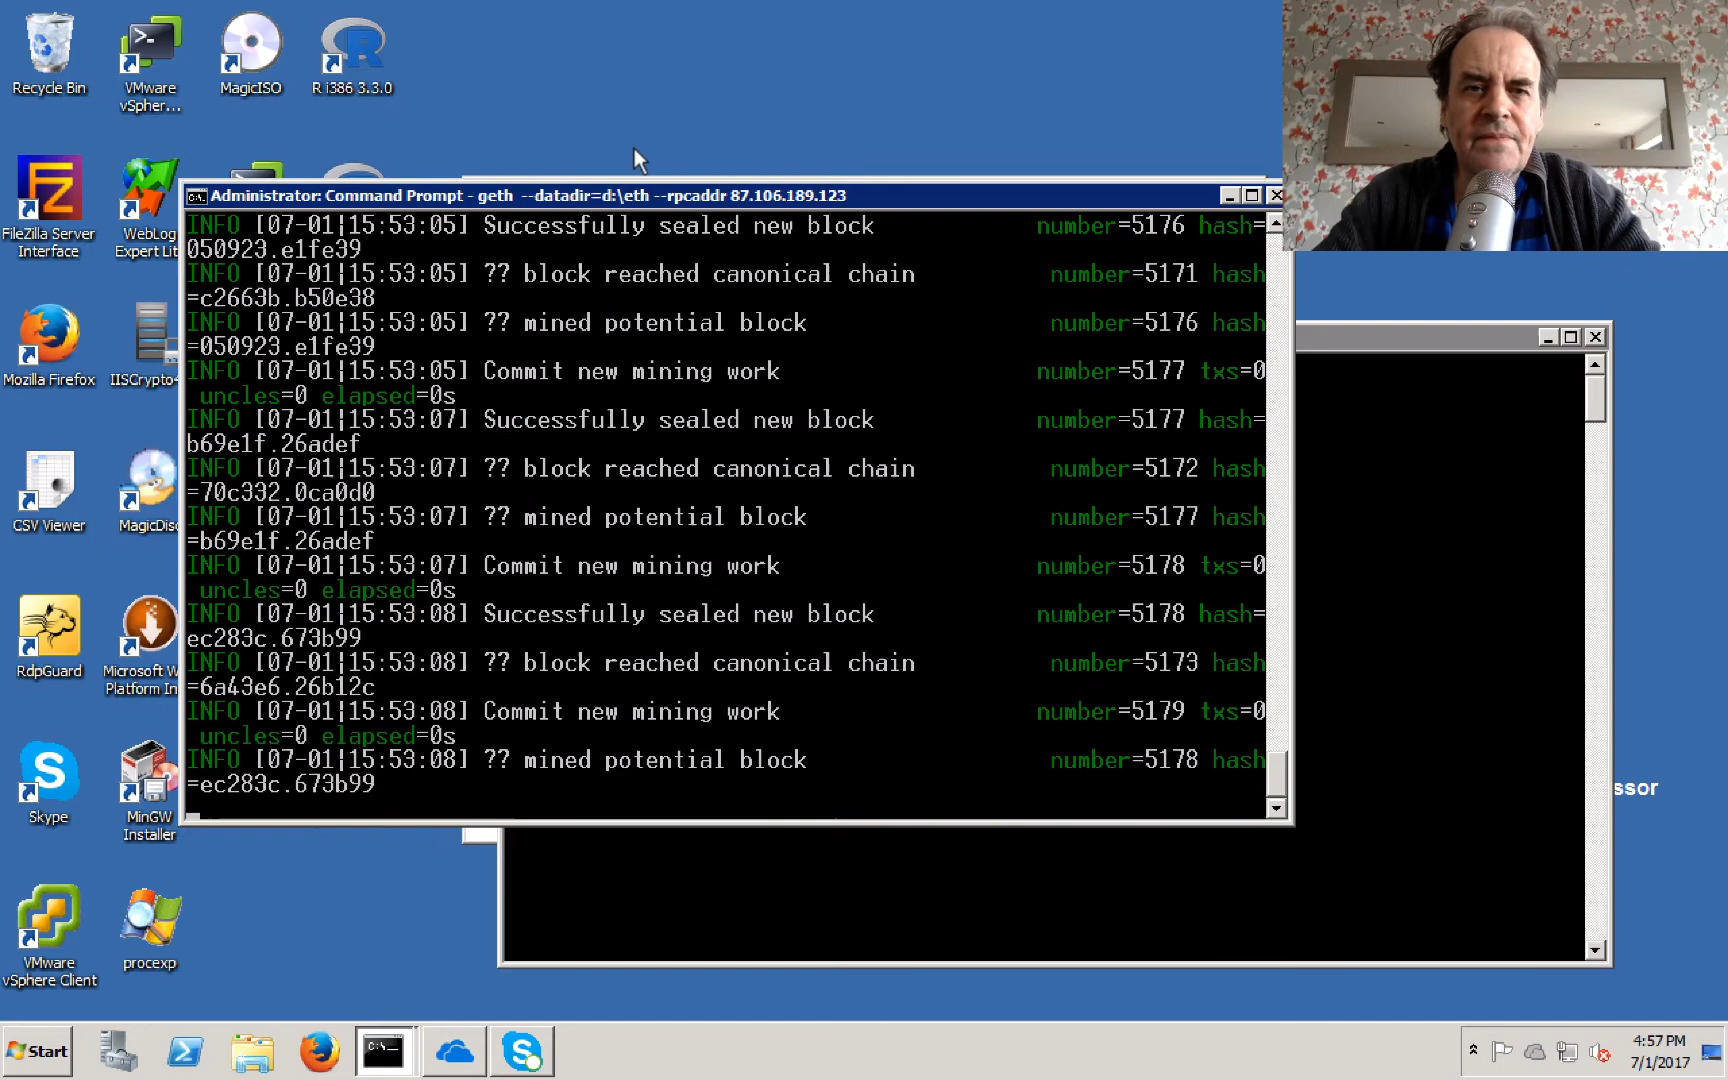 Recycle Bin
VMware
vSpher...
MagicISO
R i386 3.3.0
FileZilla Server
Interface
WebLog
Expert Lit
Administrator: Command Prompt - geth --datadir=d:\eth --rpcaddr 87.106.189.123
INFO [07-01|15:53:05] Successfully sealed new block number=5176 hash=
050923.e1fe39
INFO [07-01|15:53:05] ?? block reached canonical chain number=5171 hash
=c2663b.b50e38
INFO [07-01|15:53:05] ?? mined potential block number=5176 hash
=050923.e1fe39
INFO [07-01|15:53:05] Commit new mining work number=5177 txs=0
uncles=0 elapsed=0s
INFO [07-01|15:53:07] Successfully sealed new block number=5177 hash=
b69e1f.26adef
INFO [07-01|15:53:07] ?? block reached canonical chain number=5172 hash
=70c332.0ca0d0
INFO [07-01|15:53:07] ?? mined potential block number=5177 hash
=b69e1f.26adef
INFO [07-01|15:53:07] Commit new mining work number=5178 txs=0
uncles=0 elapsed=0s
INFO [07-01|15:53:08] Successfully sealed new block number=5178 hash=
ec283c.673b99
INFO [07-01|15:53:08] ?? block reached canonical chain number=5173 hash
=6a43e6.26b12c
INFO [07-01|15:53:08] Commit new mining work number=5179 txs=0
uncles=0 elapsed=0s
INFO [07-01|15:53:08] ?? mined potential block number=5178 hash
=ec283c.673b99
Mozilla Firefox
IISCrypto4
CSV Viewer
MagicDisc
RdpGuard
Microsoft W
Platform In
Skype
MinGW
Installer
ssor
VMware
vSphere Client
procexp
Start
C:\
4:57 PM
7/1/2017